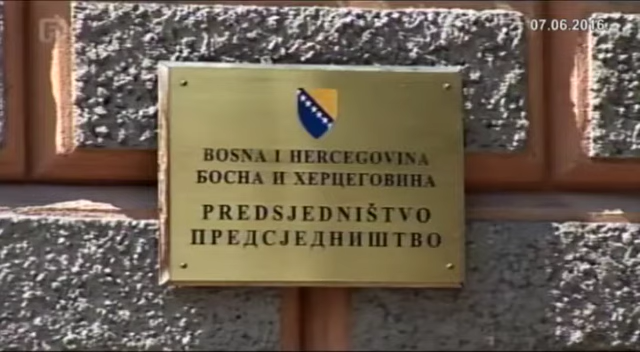 07.06.2016
BOSNA I HERCEGOVINA
БОСНА И ХЕРЦЕГОВИНА
PREDSJEDNIŠTVO
ПРЕДСЈЕДНИШТВО